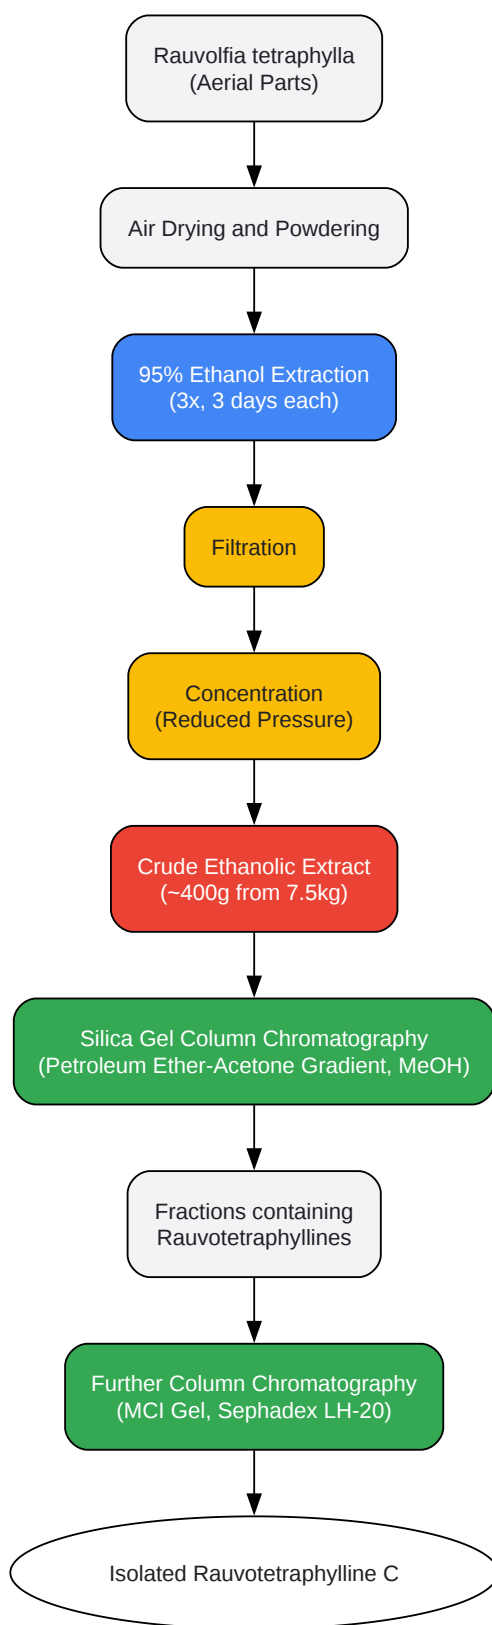 Rauvolfia tetraphylla
(Aerial Parts)
Air Drying and Powdering
95% Ethanol Extraction
(3x, 3 days each)
Filtration
Concentration
(Reduced Pressure)
Crude Ethanolic Extract
(~400g from 7.5kg)
Silica Gel Column Chromatography
(Petroleum Ether-Acetone Gradient, MeOH)
Fractions containing
Rauvotetraphyllines
Further Column Chromatography
(MCI Gel, Sephadex LH-20)
Isolated Rauvotetraphylline C